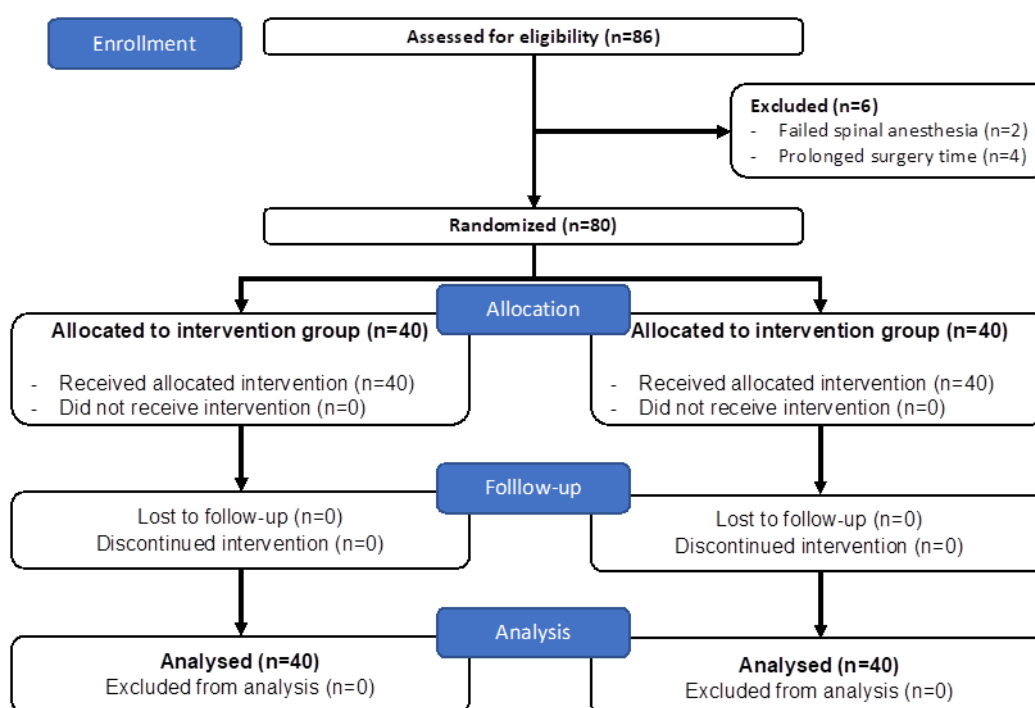 Enrollment
Assessed for eligibility (n=86)
Excluded (n=6)
- Failed spinal anesthesia (n=2)
- Prolonged surgery time (n=4)
Randomized (n=80)
Allocation
Allocated to intervention group (n=40)
- Received allocated intervention (n=40)
- Did not receive intervention (n=0)
Allocated to intervention group (n=40)
- Received allocated intervention (n=40)
- Did not receive intervention (n=0)
Folllow-up
Lost to follow-up (n=0)
Discontinued intervention (n=0)
Lost to follow-up (n=0)
Discontinued intervention (n=0)
Analysis
Analysed (n=40)
Excluded from analysis (n=0)
Analysed (n=40)
Excluded from analysis (n=0)